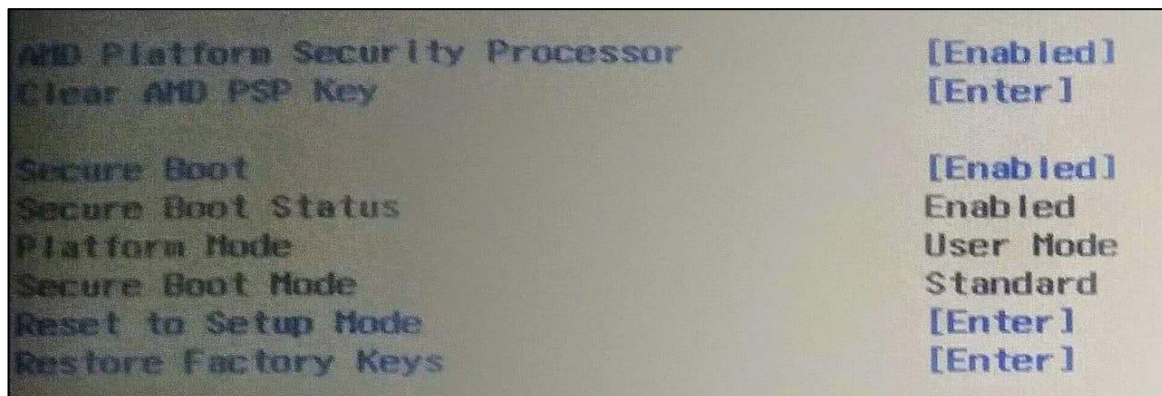 AMD Platform Security Processor [Enabled]
Clear AMD PSP Key [Enter]
Secure Boot [Enabled]
Secure Boot Status Enabled
Platform Mode User Mode
Secure Boot Mode Standard
Reset to Setup Mode [Enter]
Restore Factory Keys [Enter]